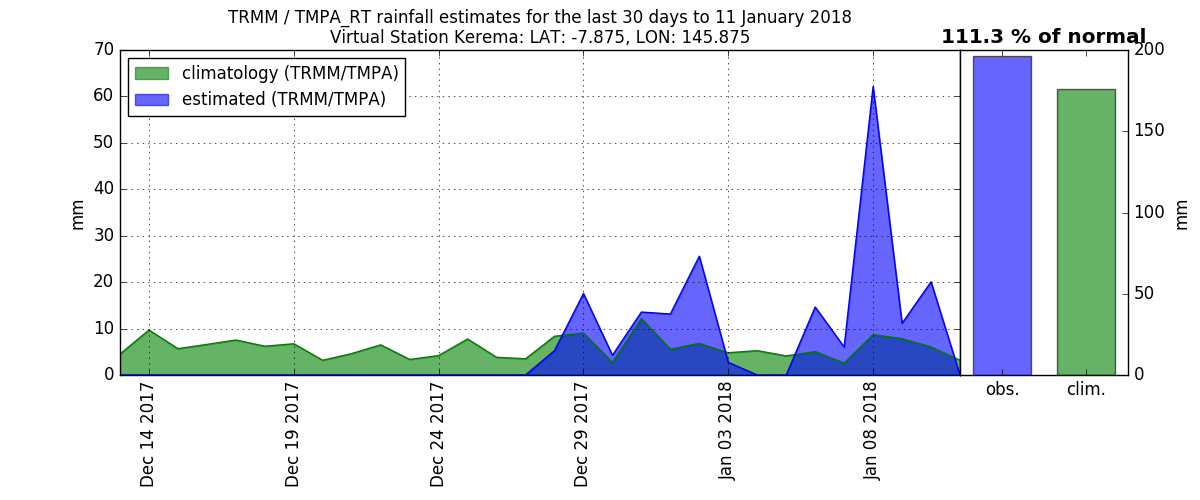 TRMM / TMPA_RT rainfall estimates for the last 30 days to 11 January 2018
Virtual Station Kerema: LAT: -7.875, LON: 145.875
111.3 % of normal
climatology (TRMM/TMPA)
estimated (TRMM/TMPA)
70
60
50
40
30
20
10
0
mm
Dec 14 2017
Dec 19 2017
Dec 24 2017
Dec 29 2017
Jan 03 2018
Jan 08 2018
obs.
clim.
200
150
100
50
0
mm